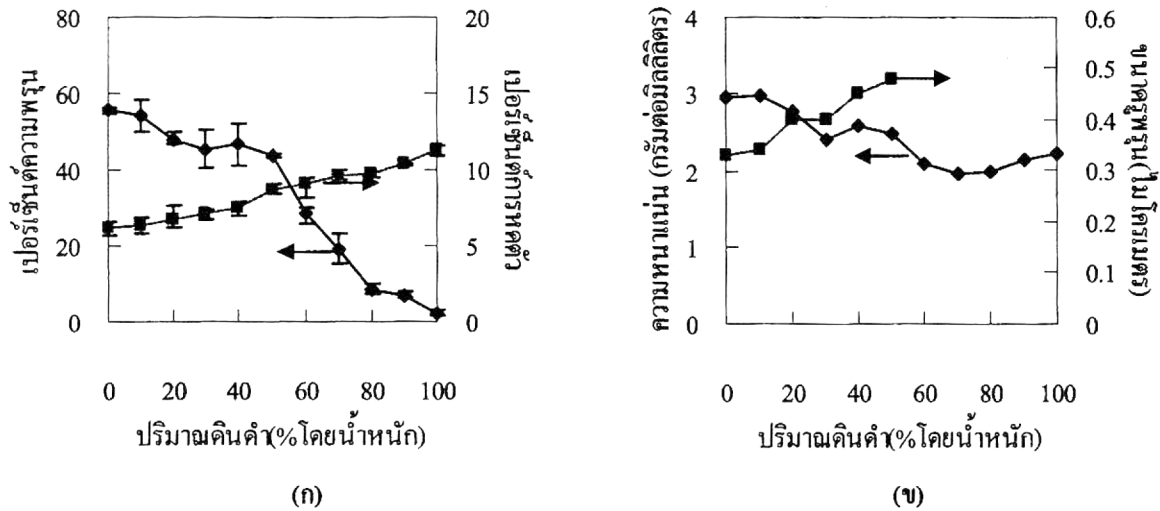 เปอร์เซ็นต์ความพรุน
80
60
40
20
0
20
15
10
5
0
เปอร์เซ็นต์การหดตัว
0 20 40 60 80 100
ปริมาณดินดำ(%โดยน้ำหนัก)
(ก)
ความหนาแน่น (กรัมต่อมิลลิลิตร)
4
3
2
1
0
0.6
0.5
0.4
0.3
0.2
0.1
0
ขนาดรูพรุน(ไมโครเมตร)
0 20 40 60 80 100
ปริมาณดินดำ(%โดยน้ำหนัก)
(ข)